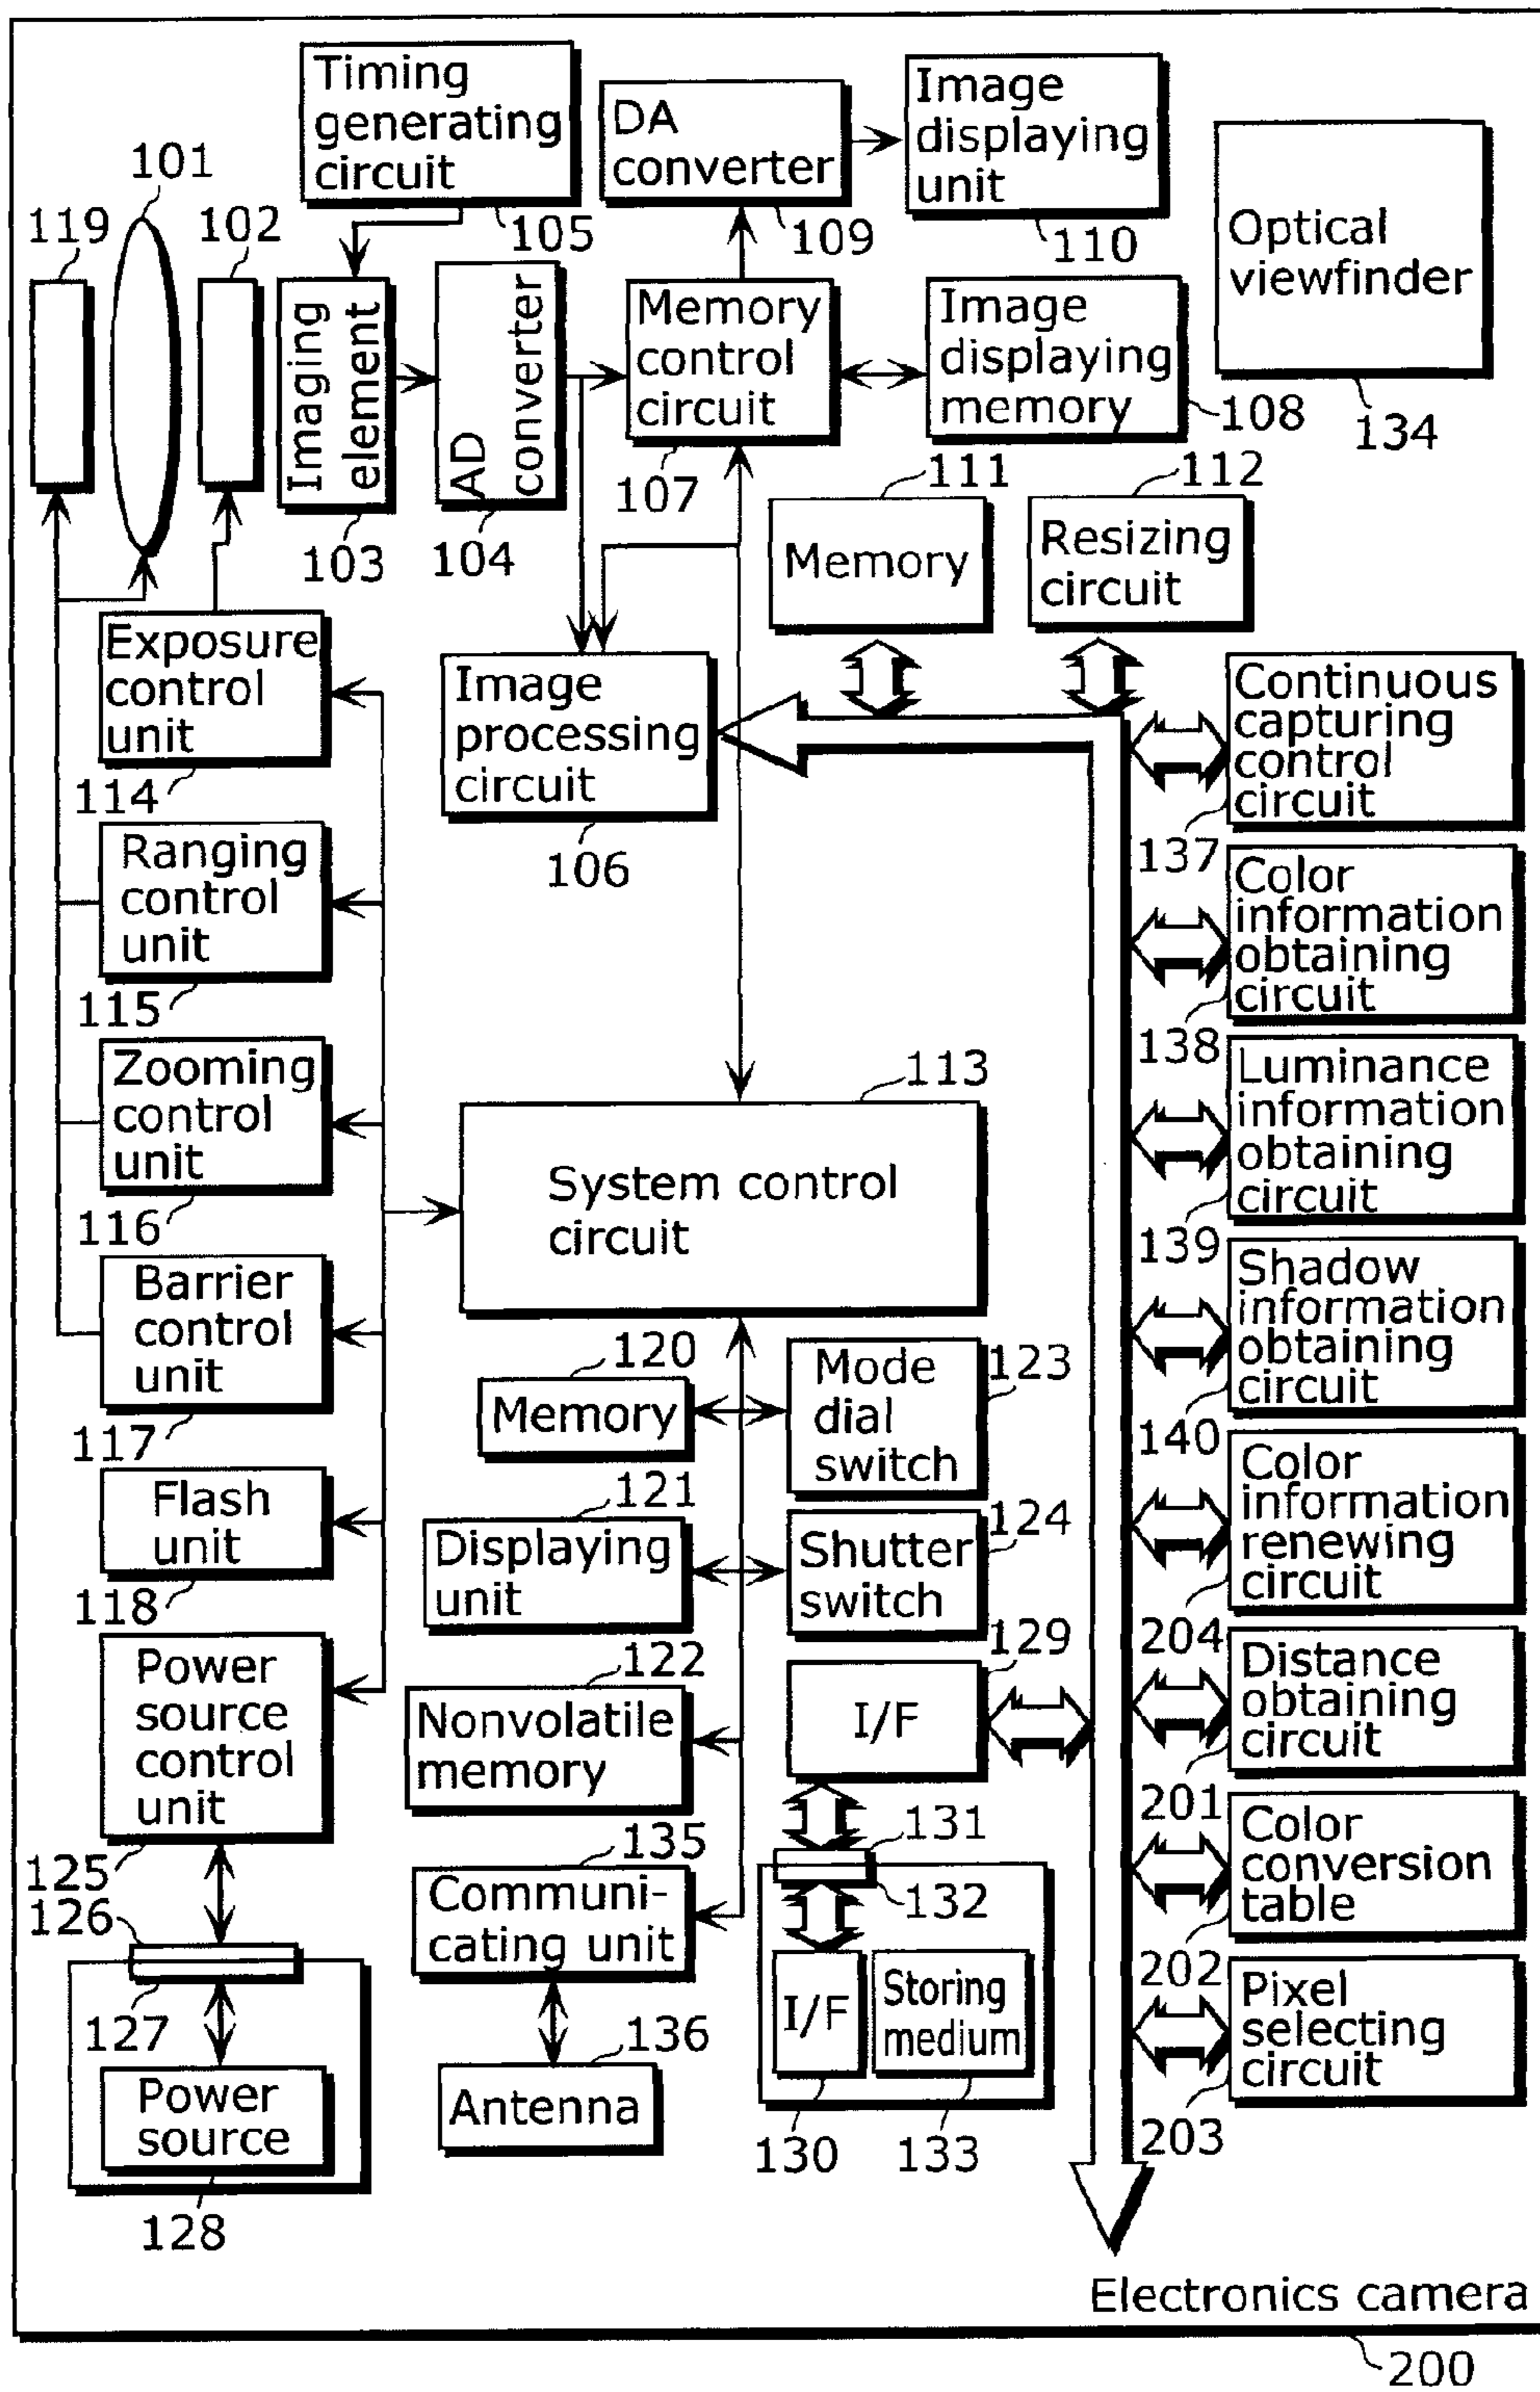 Timing
generating
circuit
105
DA
converter
109
Image
displaying
unit
110
Optical
viewfinder
134
119
101
102
Imaging
element
103
AD
converter
104
Memory
control
circuit
107
Image
displaying
memory
108
111
Memory
112
Resizing
circuit
Exposure
control
unit
114
Image
processing
circuit
106
Continuous
capturing
control
circuit
137
Ranging
control
unit
115
Color
information
obtaining
circuit
138
Zooming
control
unit
116
113
System control
circuit
Luminance
information
obtaining
circuit
139
Barrier
control
unit
117
Shadow
information
obtaining
circuit
140
120
Memory
Mode
dial
switch
123
Flash
unit
118
121
Displaying
unit
Shutter
switch
124
Color
information
renewing
circuit
204
Power
source
control
unit
125
122
Nonvolatile
memory
129
I/F
Distance
obtaining
circuit
201
126
127
Power
source
128
135
Communi-
cating unit
136
Antenna
131
132
I/F
130
Storing
medium
133
Color
conversion
table
202
Pixel
selecting
circuit
203
Electronics camera
200